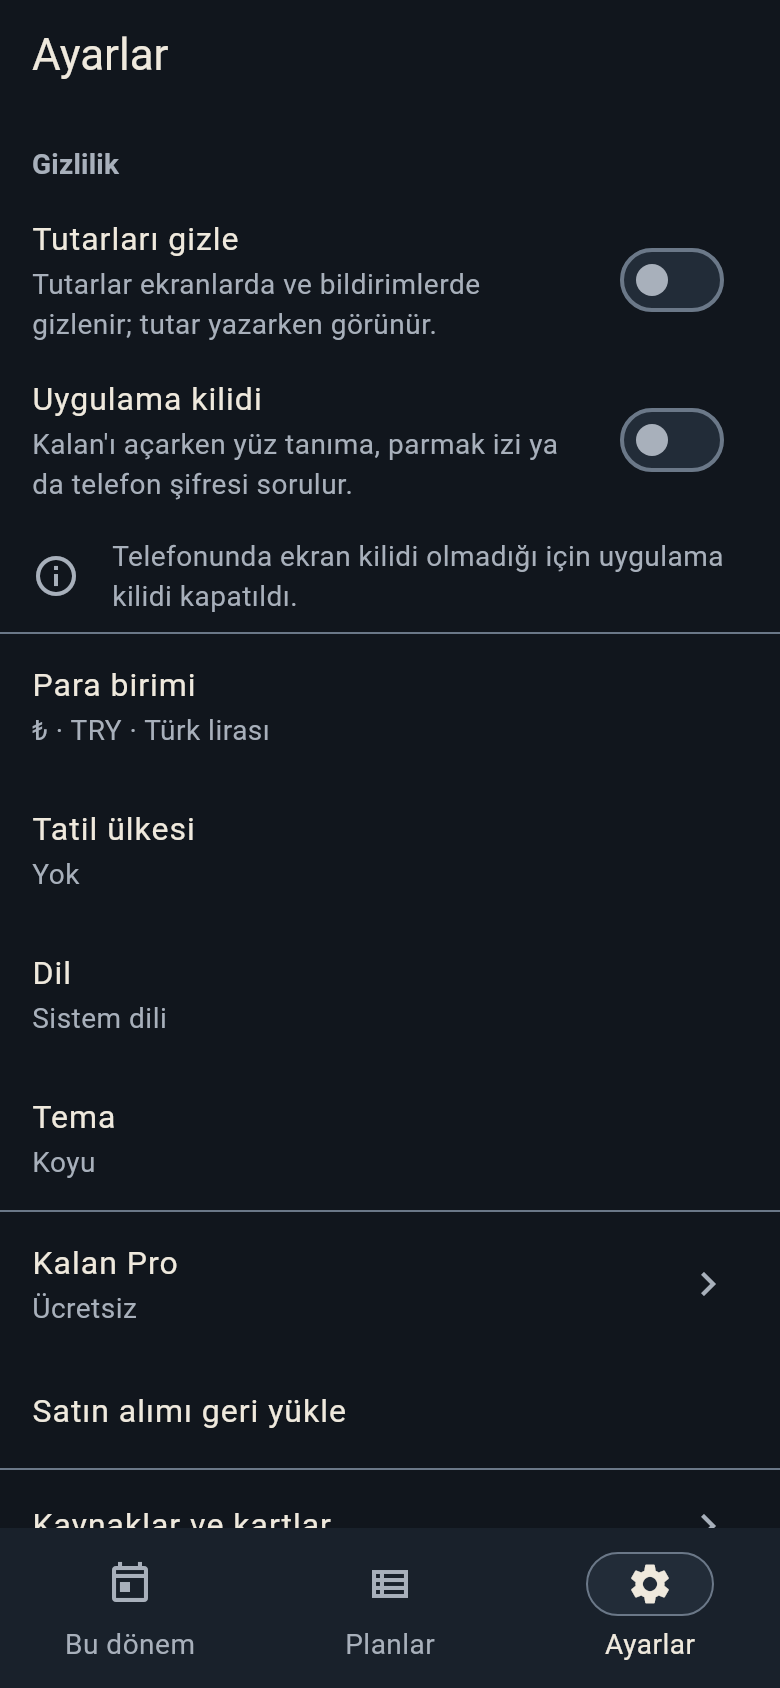 Ayarlar
Gizlilik
Tutarları gizle
Tutarlar ekranlarda ve bildirimlerde
gizlenir; tutar yazarken görünür.
Uygulama kilidi
Kalan'ı açarken yüz tanıma, parmak izi ya
da telefon şifresi sorulur.
Telefonunda ekran kilidi olmadığı için uygulama
kilidi kapatıldı.
Para birimi
₺ · TRY · Türk lirası
Tatil ülkesi
Yok
Dil
Sistem dili
Tema
Koyu
Kalan Pro
Ücretsiz
Satın alımı geri yükle
Kaynaklar ve kartlar
Bu dönem
Planlar
Ayarlar